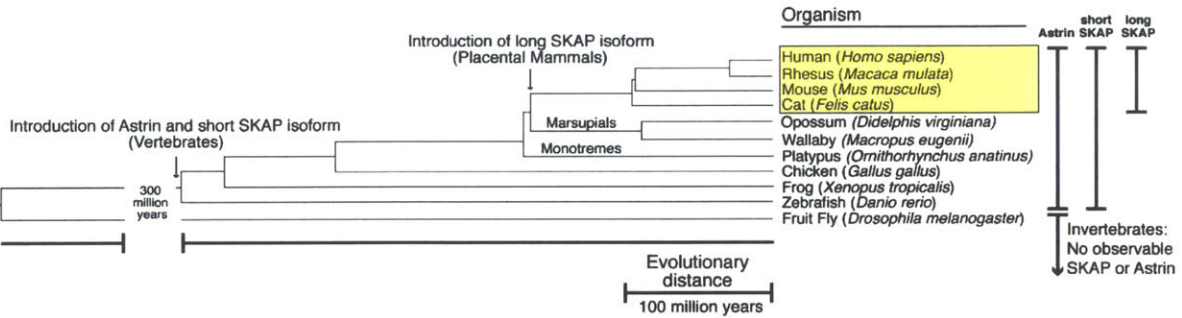 Organism
Astrin
short SKAP
long SKAP
Introduction of long SKAP isoform
(Placental Mammals)
Human (Homo sapiens)
Rhesus (Macaca mulata)
Mouse (Mus musculus)
Cat (Felis catus)
Introduction of Astrin and short SKAP isoform
(Vertebrates)
Marsupials
Opossum (Didelphis virginiana)
Wallaby (Macropus eugenii)
Monotremes
Platypus (Ornithorhynchus anatinus)
Chicken (Gallus gallus)
300
million
years
Frog (Xenopus tropicalis)
Zebrafish (Danio rerio)
Fruit Fly (Drosophila melanogaster)
Invertebrates:
No observable
SKAP or Astrin
Evolutionary
distance
100 million years